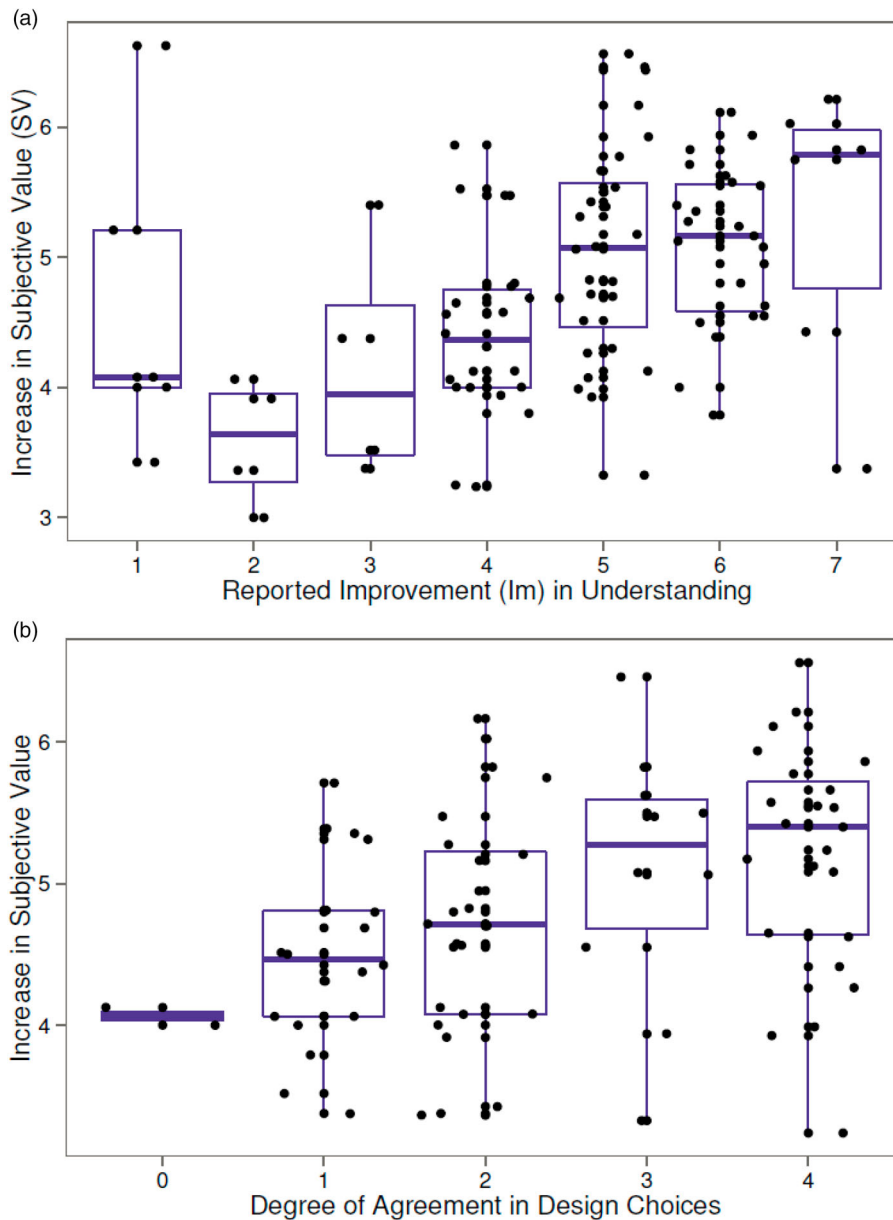 (a)
Increase in Subjective Value (SV)
6
5
4
3
1 2 3 4 5 6 7
Reported Improvement (Im) in Understanding
(b)
Increase in Subjective Value
6
5
4
0 1 2 3 4
Degree of Agreement in Design Choices